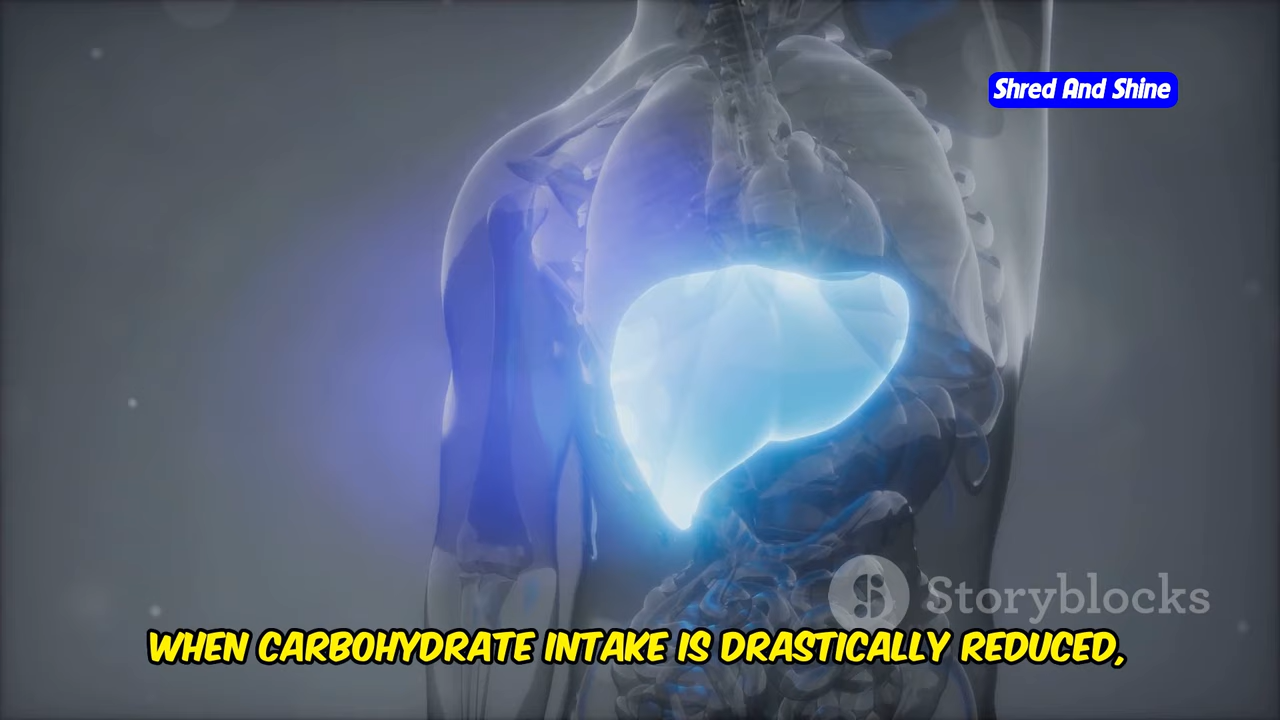 Shred And Shine
Storyblocks
WHEN CARBOHYDRATE INTAKE IS DRASTICALLY REDUCED,